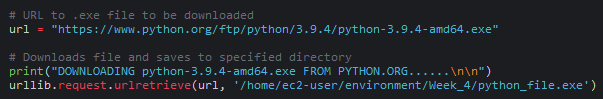 # URL to .exe file to be downloaded
url = "https://www.python.org/ftp/python/3.9.4/python-3.9.4-amd64.exe"
# Downloads file and saves to specified directory
print("DOWNLOADING python-3.9.4-amd64.exe FROM PYTHON.ORG......\n\n")
urllib.request.urlretrieve(url, '/home/ec2-user/environment/Week_4/python_file.exe')